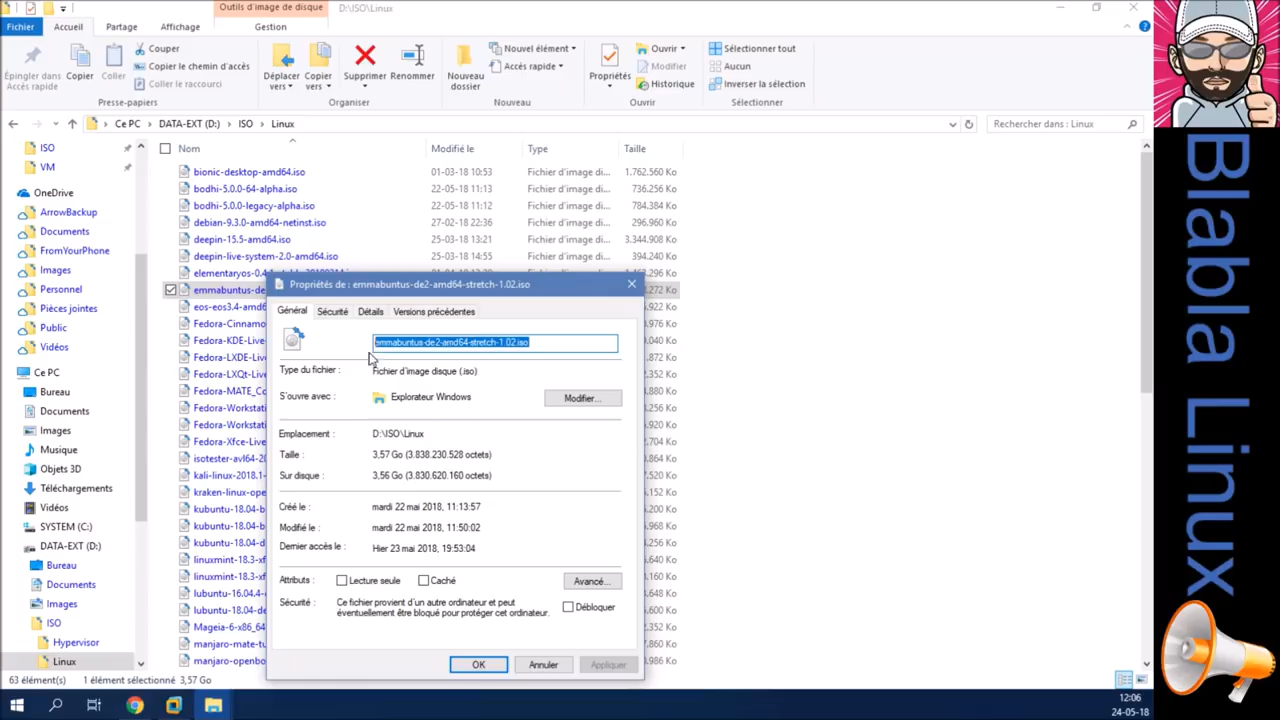 Outils d'image de disque
D:\ISO\Linux
Fichier
Accueil
Partage
Affichage
Gestion
Épingler dans
Accès rapide
Copier
Coller
Couper
Copier le chemin d'accès
Coller le raccourci
Presse-papiers
Déplacer
vers
Copier
vers
Supprimer
Renommer
Organiser
Nouveau
dossier
Nouvel élément
Accès rapide
Nouveau
Propriétés
Ouvrir
Modifier
Historique
Ouvrir
Sélectionner tout
Aucun
Inverser la sélection
Sélectionner
Ce PC > DATA-EXT (D:) > ISO > Linux
Rechercher dans : Linux
ISO
VM
OneDrive
ArrowBackup
Documents
FromYourPhone
Images
Personnel
Pièces jointes
Public
Vidéos
Ce PC
Bureau
Documents
Images
Musique
Objets 3D
Téléchargements
Vidéos
SYSTEM (C:)
DATA-EXT (D:)
Bureau
Documents
Images
ISO
Hypervisor
Linux
Nom Modifié le Type Taille
bionic-desktop-amd64.iso 01-03-18 10:53 Fichier d'image di... 1.762.560 Ko
bodhi-5.0.0-64-alpha.iso 22-05-18 11:13 Fichier d'image di... 736.256 Ko
bodhi-5.0.0-legacy-alpha.iso 22-05-18 11:12 Fichier d'image di... 784.384 Ko
debian-9.3.0-amd64-netinst.iso 27-02-18 22:36 Fichier d'image di... 296.960 Ko
deepin-15.5-amd64.iso 25-03-18 13:21 Fichier d'image di... 3.344.908 Ko
deepin-live-system-2.0-amd64.iso 25-03-18 14:55 Fichier d'image di... 394.240 Ko
elementaryos-0.4
emmabuntus-de .272 Ko
eos-eos3.4-amd6 .922 Ko
Fedora-Cinnamo
Fedora-KDE-Live
Fedora-LXDE-Liv
Fedora-LXQt-Live
Fedora-MATE_Co
Fedora-Workstati
Fedora-Workstati
Fedora-Xfce-Live
isotester-avl64-20
kali-linux-2018.1-
kraken-linux-ope
kubuntu-18.04-b
kubuntu-18.04-b
kubuntu-18.04-de
linuxmint-18.3-xf
linuxmint-18.3-xf
lubuntu-16.04.4-d
lubuntu-18.04-de
Mageia-6-x86_64
manjaro-mate-tu
manjaro-openbo
Propriétés de : emmabuntus-de2-amd64-stretch-1.02.iso
Général Sécurité Détails Versions précédentes
emmabuntus-de2-amd64-stretch-1.02.iso
Type du fichier : Fichier d'image disque (.iso)
S'ouvre avec : Explorateur Windows Modifier...
Emplacement : D:\ISO\Linux
Taille : 3,57 Go (3.838.230.528 octets)
Sur disque : 3,56 Go (3.830.620.160 octets)
Créé le : mardi 22 mai 2018, 11:13:57
Modifié le : mardi 22 mai 2018, 11:50:02
Dernier accès le : Hier 23 mai 2018, 19:53:04
Attributs : Lecture seule Caché Avancé...
Sécurité : Ce fichier provient d'un autre ordinateur et peut
éventuellement être bloqué pour protéger cet ordinateur.
Débloquer
OK Annuler Appliquer
63 élément(s) 1 élément sélectionné 3,57 Go
12:06
24-05-18
Blabla Linux